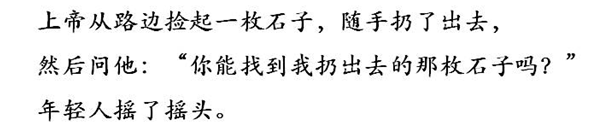 上帝从路边捡起一枚石子，随手扔了出去，
然后问他：“你能找到我扔出去的那枚石子吗？”
年轻人摇了摇头。